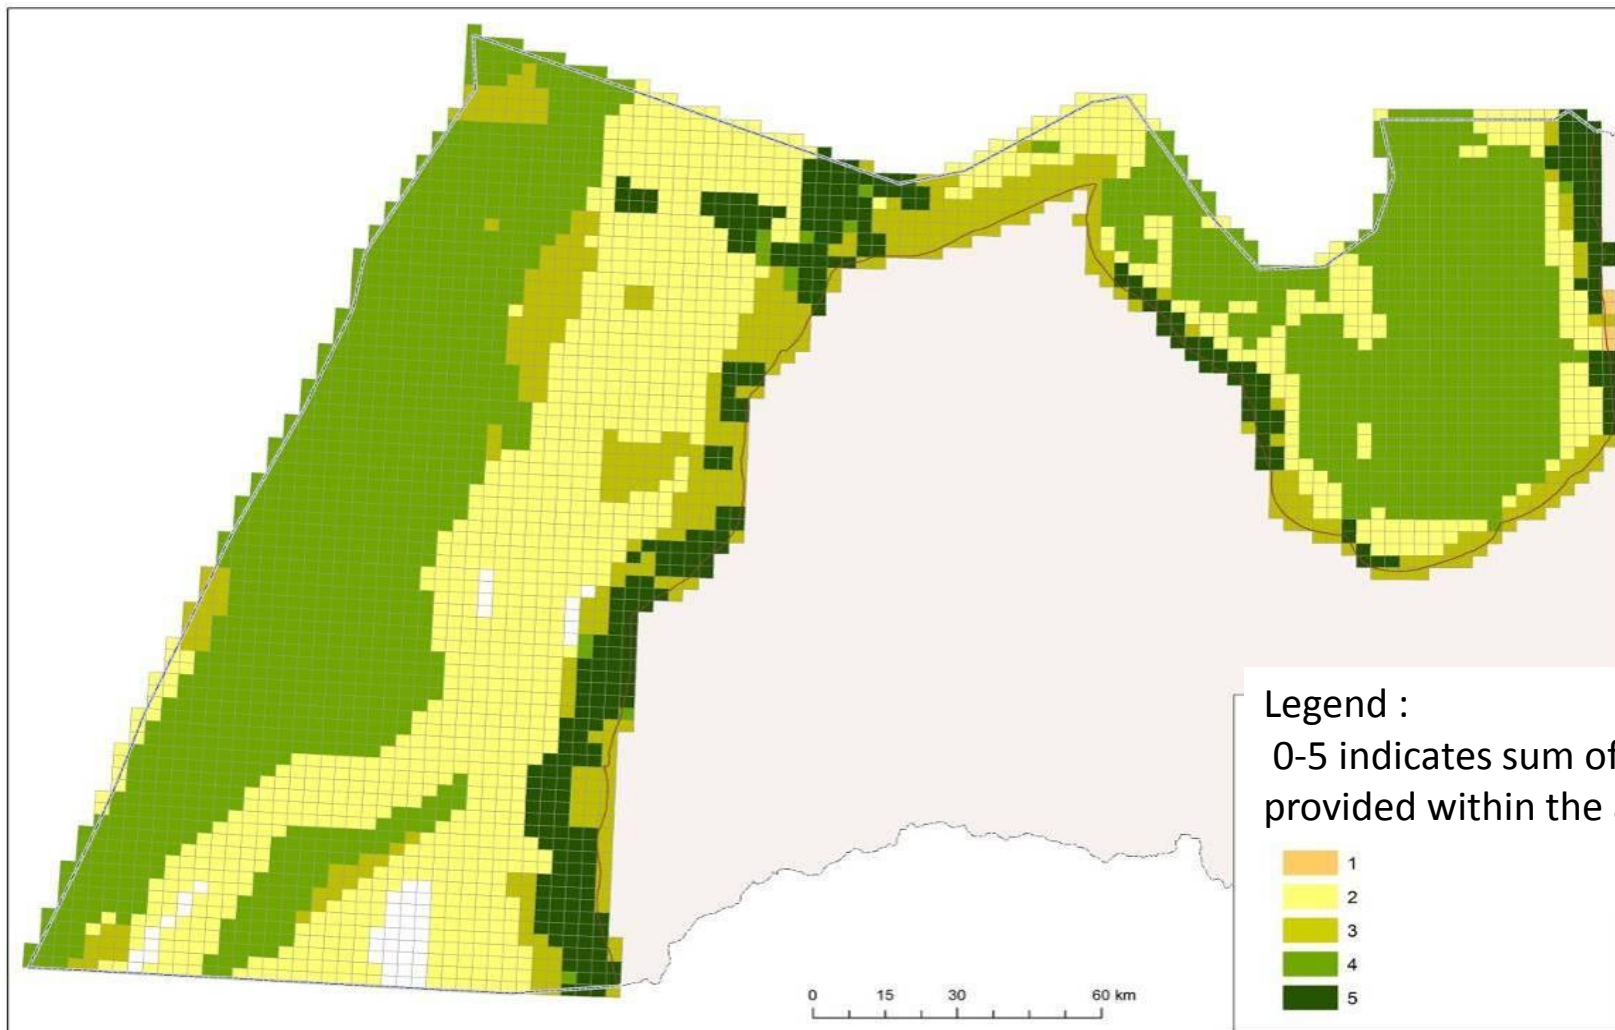 Legend :
0-5 indicates sum of
provided within the
1
2
3
4
5
0 15 30 60 km